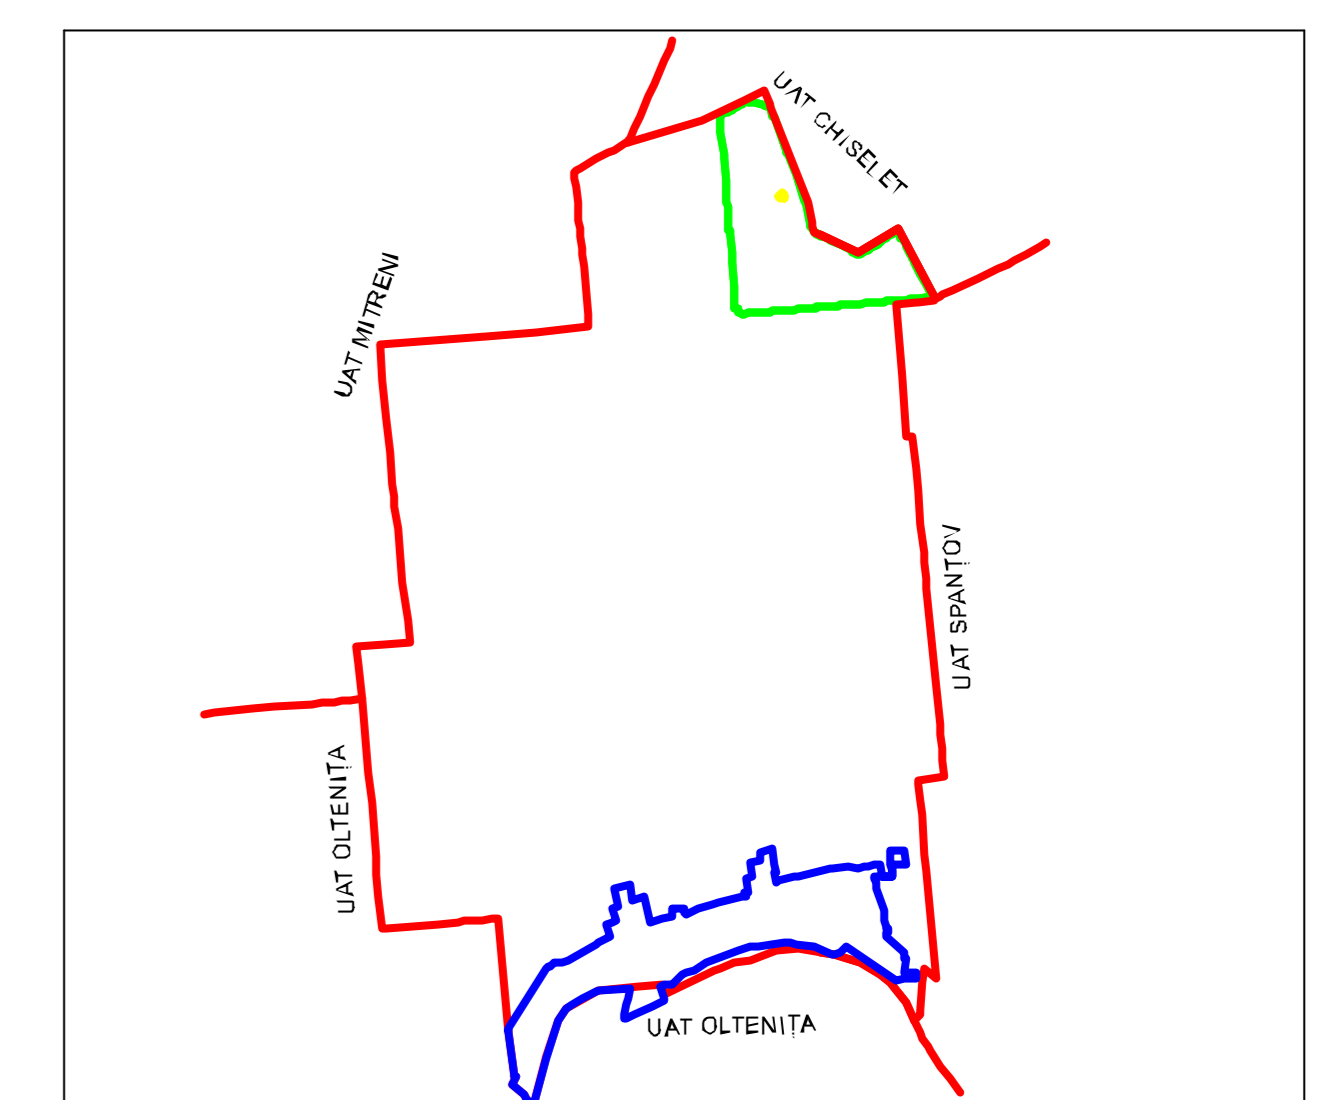 UAT CHISELET
UAT MITRENI
UAT SPANȚOV
UAT OLTENIȚA
UAT OLTENIȚA